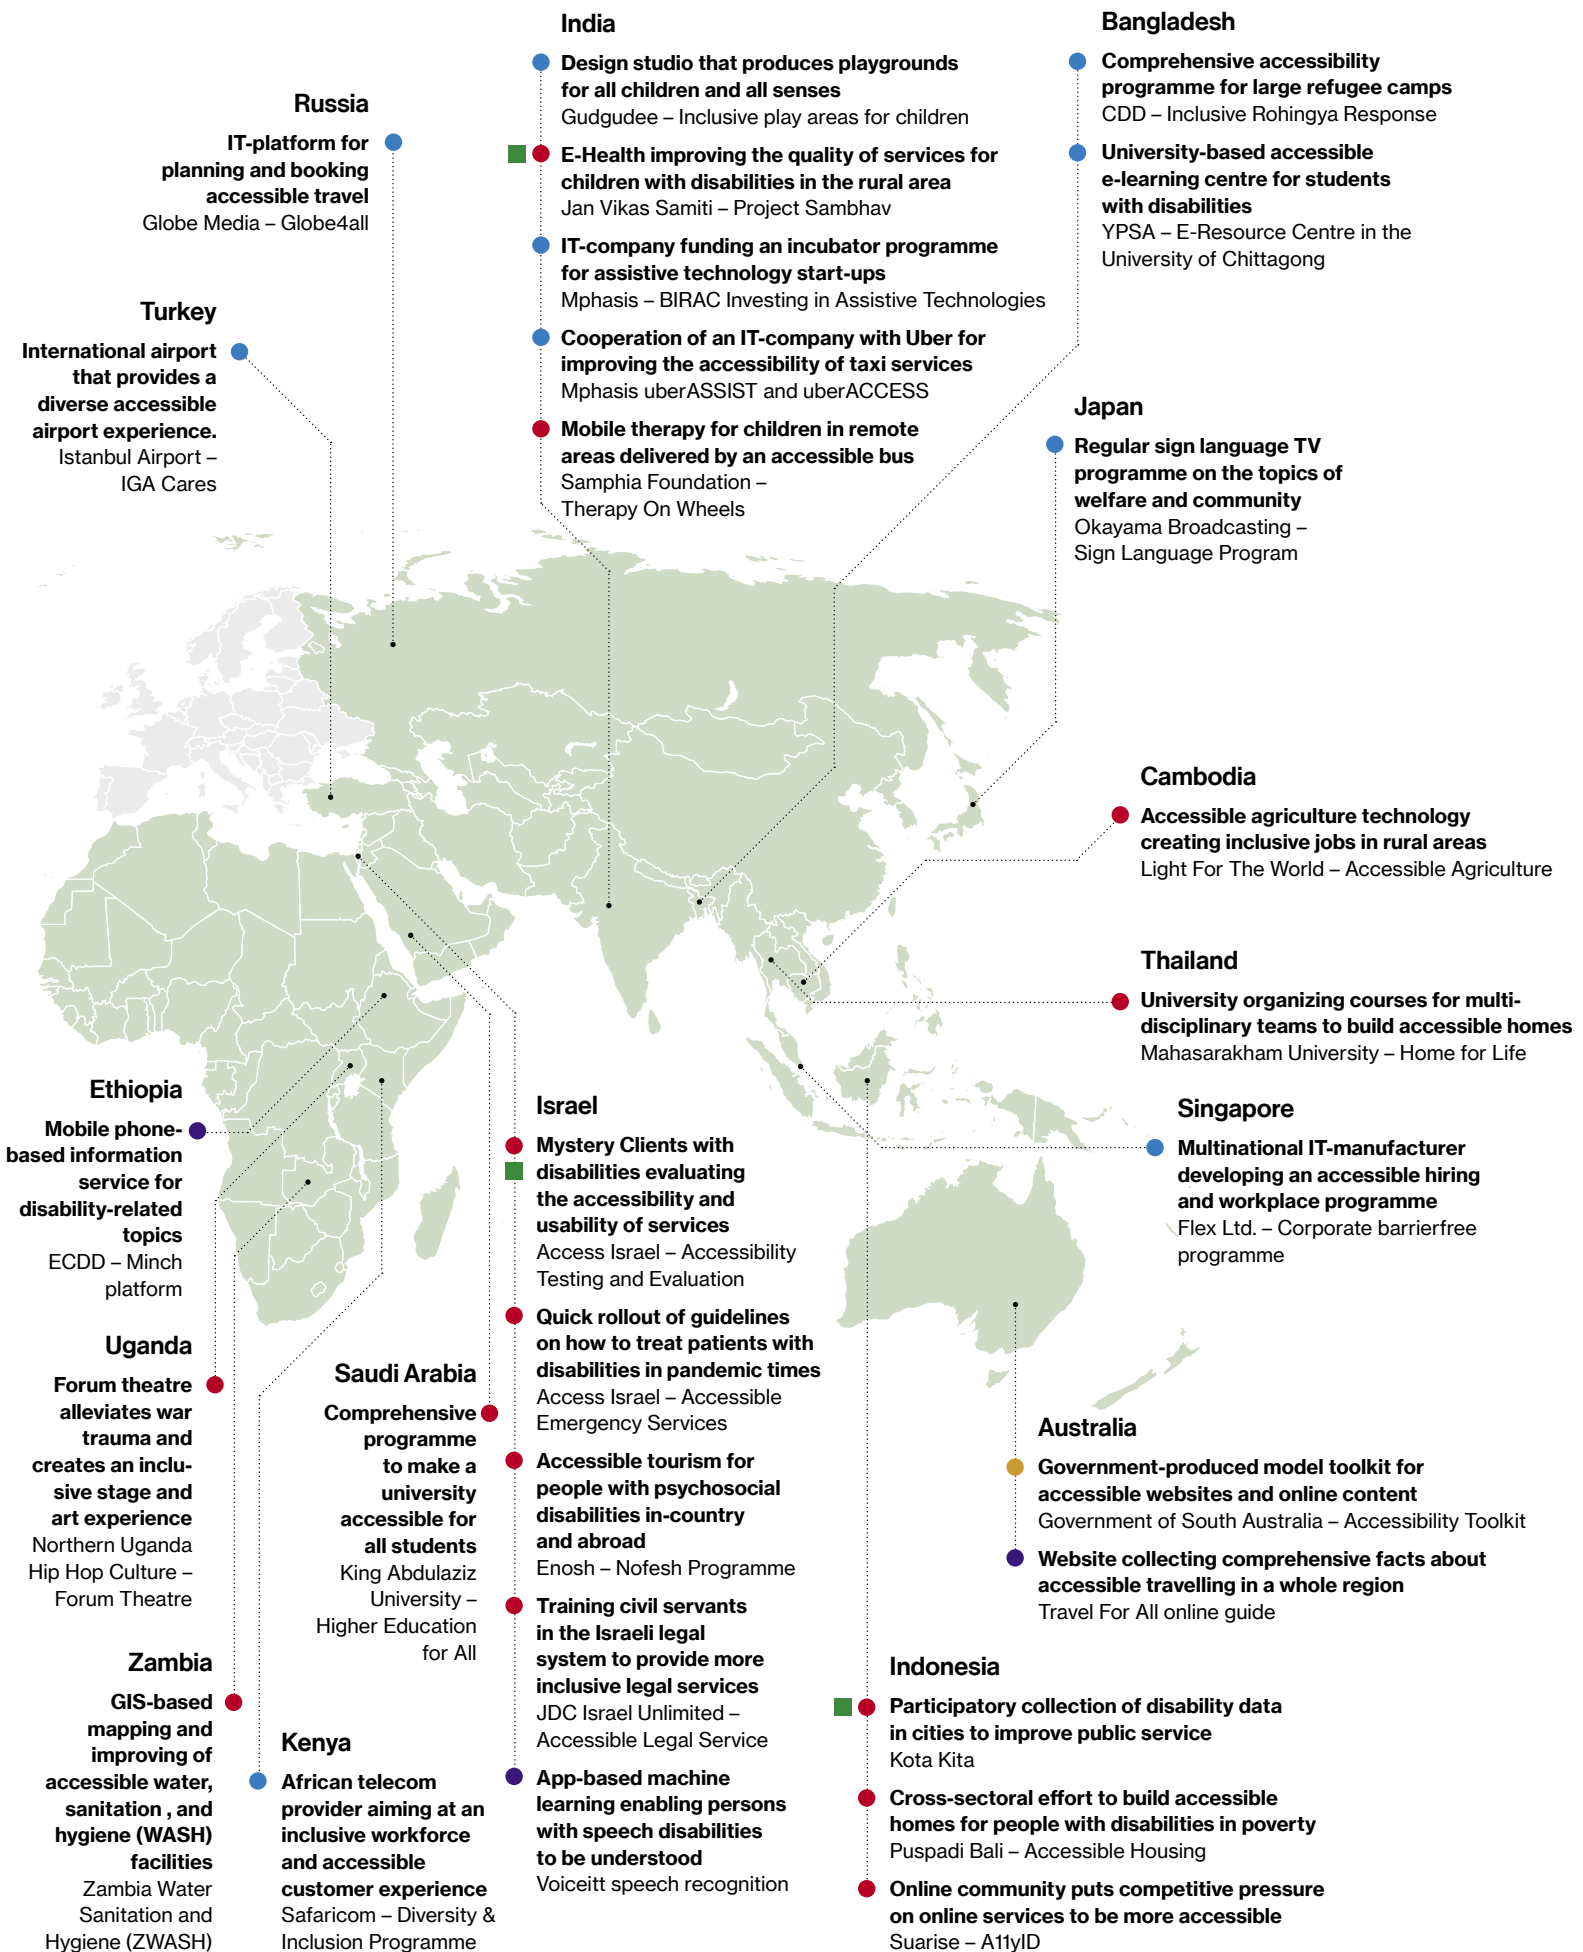 India
Design studio that produces playgrounds
for all children and all senses
Gudgudee – Inclusive play areas for children
E-Health improving the quality of services for
children with disabilities in the rural area
Jan Vikas Samiti – Project Sambhav
IT-company funding an incubator programme
for assistive technology start-ups
Mphasis – BIRAC Investing in Assistive Technologies
Cooperation of an IT-company with Uber for
improving the accessibility of taxi services
Mphasis uberASSIST and uberACCESS
Mobile therapy for children in remote
areas delivered by an accessible bus
Samphia Foundation –
Therapy On Wheels
Bangladesh
Comprehensive accessibility
programme for large refugee camps
CDD – Inclusive Rohingya Response
University-based accessible
e-learning centre for students
with disabilities
YPSA – E-Resource Centre in the
University of Chittagong
Russia
IT-platform for
planning and booking
accessible travel
Globe Media – Globe4all
Turkey
International airport
that provides a
diverse accessible
airport experience.
Istanbul Airport –
IGA Cares
Japan
Regular sign language TV
programme on the topics of
welfare and community
Okayama Broadcasting –
Sign Language Program
Cambodia
Accessible agriculture technology
creating inclusive jobs in rural areas
Light For The World – Accessible Agriculture
Thailand
University organizing courses for multi-
disciplinary teams to build accessible homes
Mahasarakham University – Home for Life
Singapore
Multinational IT-manufacturer
developing an accessible hiring
and workplace programme
Flex Ltd. – Corporate barrierfree
programme
Ethiopia
Mobile phone-
based information
service for
disability-related
topics
ECDD – Minch
platform
Uganda
Forum theatre
alleviates war
trauma and
creates an inclu-
sive stage and
art experience
Northern Uganda
Hip Hop Culture –
Forum Theatre
Zambia
GIS-based
mapping and
improving of
accessible water,
sanitation , and
hygiene (WASH)
facilities
Zambia Water
Sanitation and
Hygiene (ZWASH)
Kenya
African telecom
provider aiming at an
inclusive workforce
and accessible
customer experience
Safaricom – Diversity &
Inclusion Programme
Saudi Arabia
Comprehensive
programme
to make a
university
accessible for
all students
King Abdulaziz
University –
Higher Education
for All
Israel
Mystery Clients with
disabilities evaluating
the accessibility and
usability of services
Access Israel – Accessibility
Testing and Evaluation
Quick rollout of guidelines
on how to treat patients with
disabilities in pandemic times
Access Israel – Accessible
Emergency Services
Accessible tourism for
people with psychosocial
disabilities in-country
and abroad
Enosh – Nofesh Programme
Training civil servants
in the Israeli legal
system to provide more
inclusive legal services
JDC Israel Unlimited –
Accessible Legal Service
App-based machine
learning enabling persons
with speech disabilities
to be understood
Voiceitt speech recognition
Australia
Government-produced model toolkit for
accessible websites and online content
Government of South Australia – Accessibility Toolkit
Website collecting comprehensive facts about
accessible travelling in a whole region
Travel For All online guide
Indonesia
Participatory collection of disability data
in cities to improve public service
Kota Kita
Cross-sectoral effort to build accessible
homes for people with disabilities in poverty
Puspadi Bali – Accessible Housing
Online community puts competitive pressure
on online services to be more accessible
Suarise – A11yID